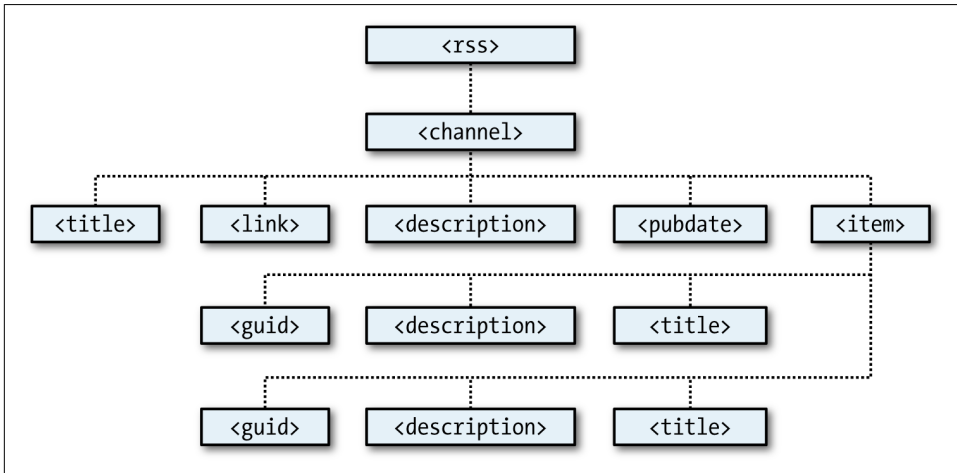 <rss>
<channel>
<title> <link> <description> <pubdate> <item>
<guid> <description> <title>
<guid> <description> <title>